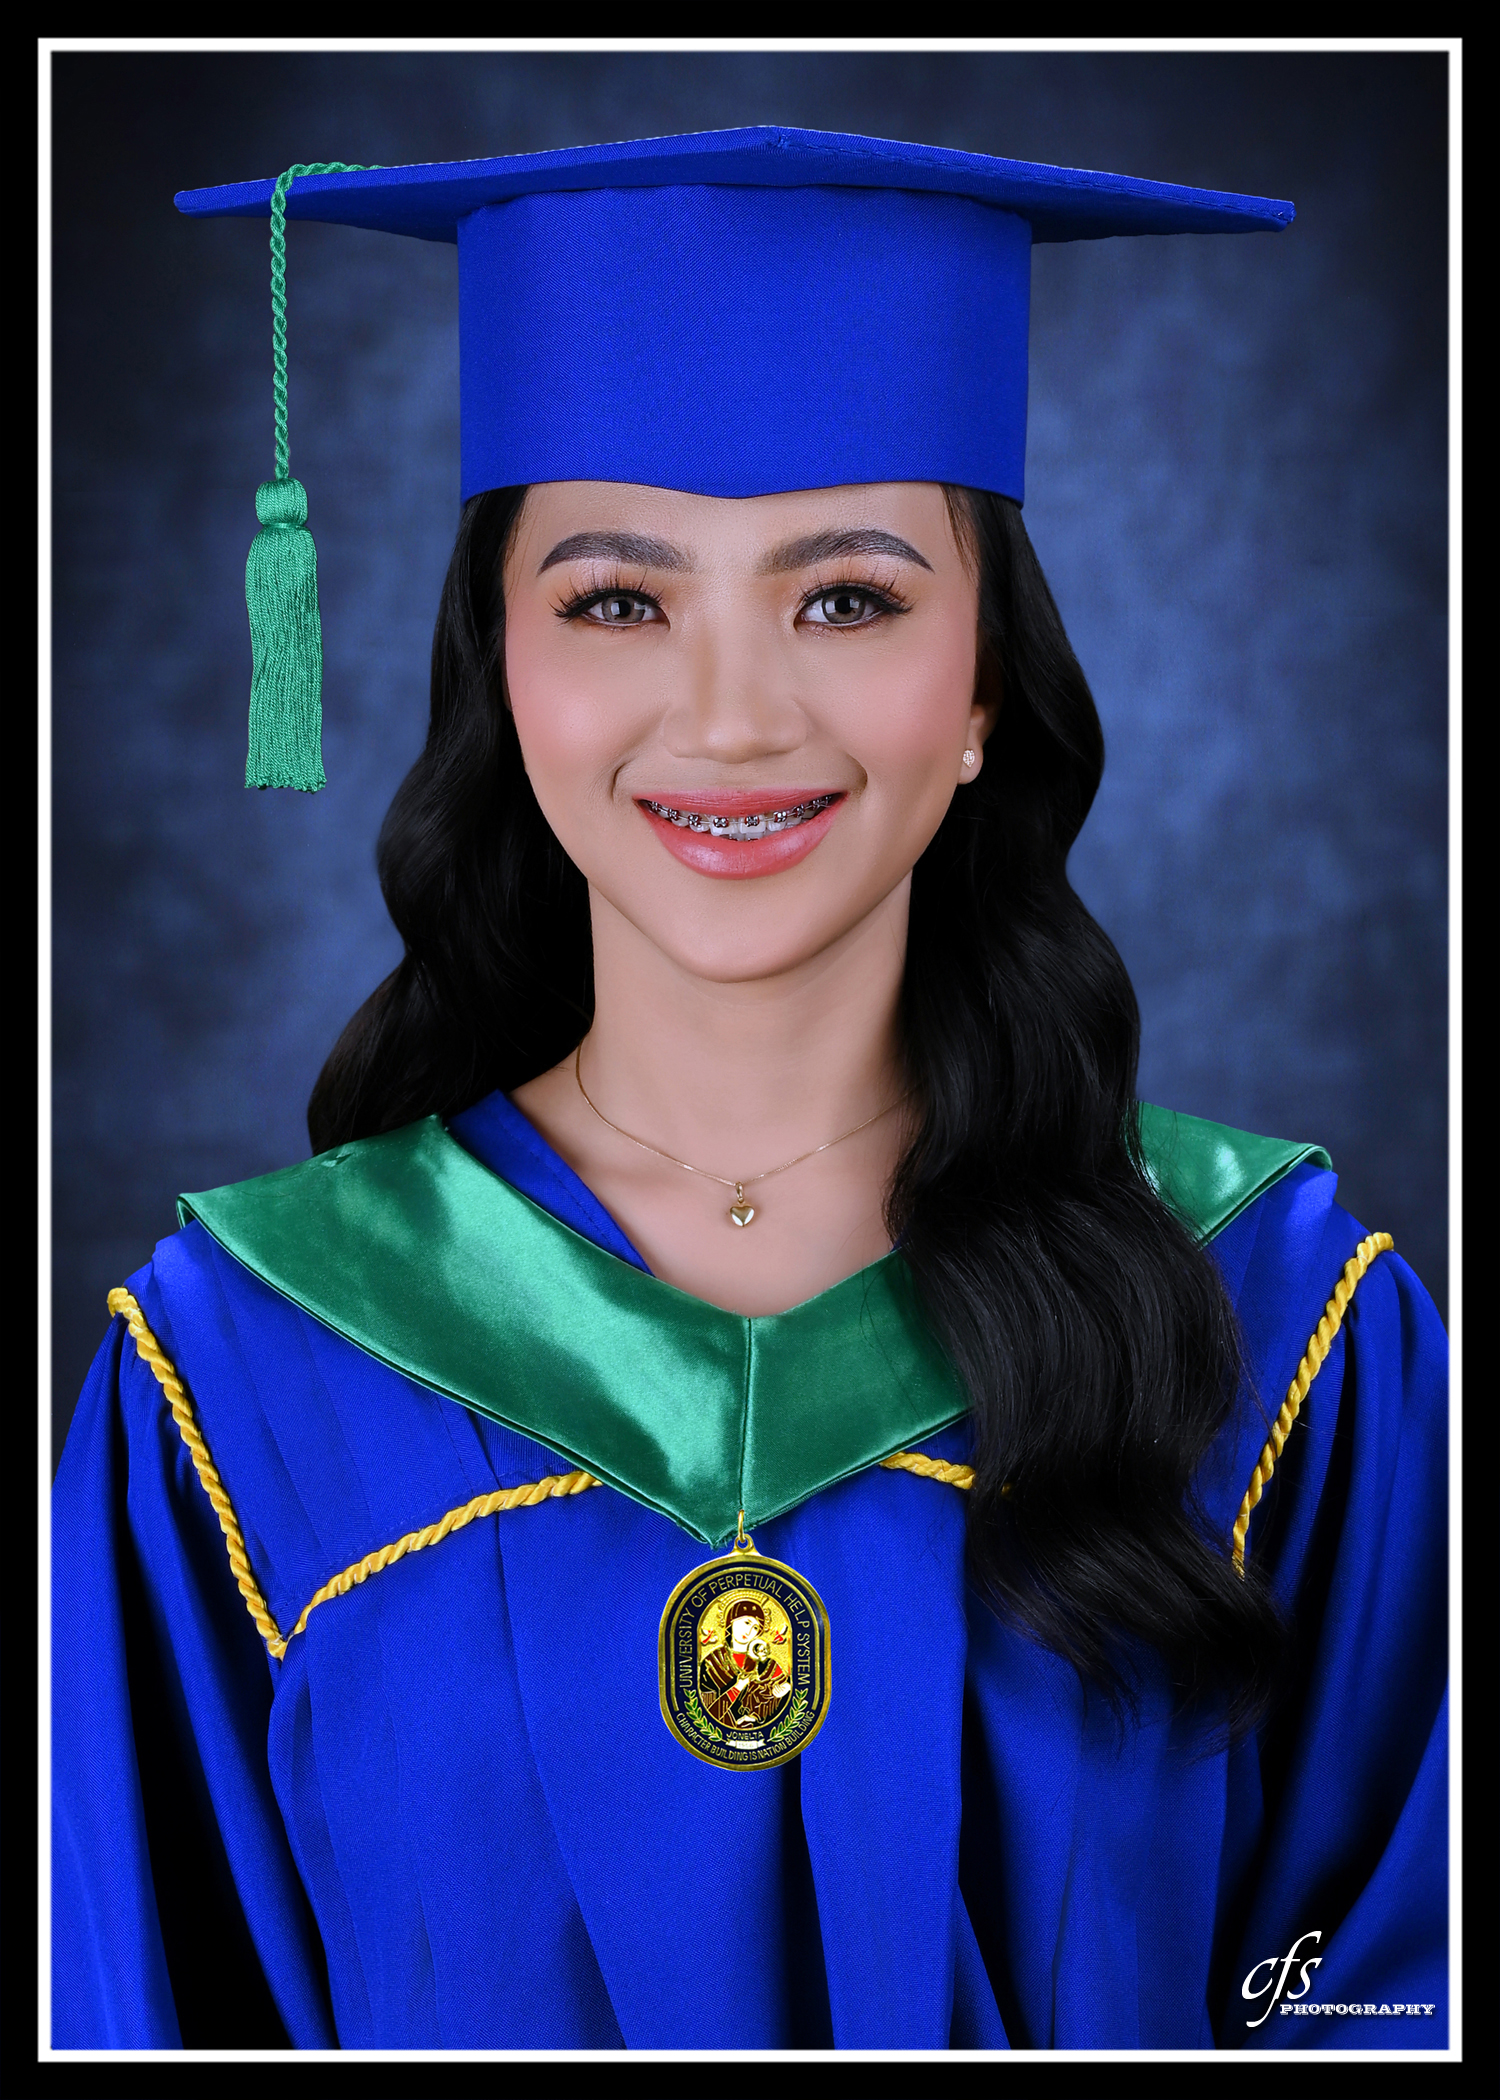 UNIVERSITY OF PERPETUAL HELP SYSTEM
JONELTA
CHARACTER BUILDING IS NATION BUILDING
cfs
PHOTOGRAPHY